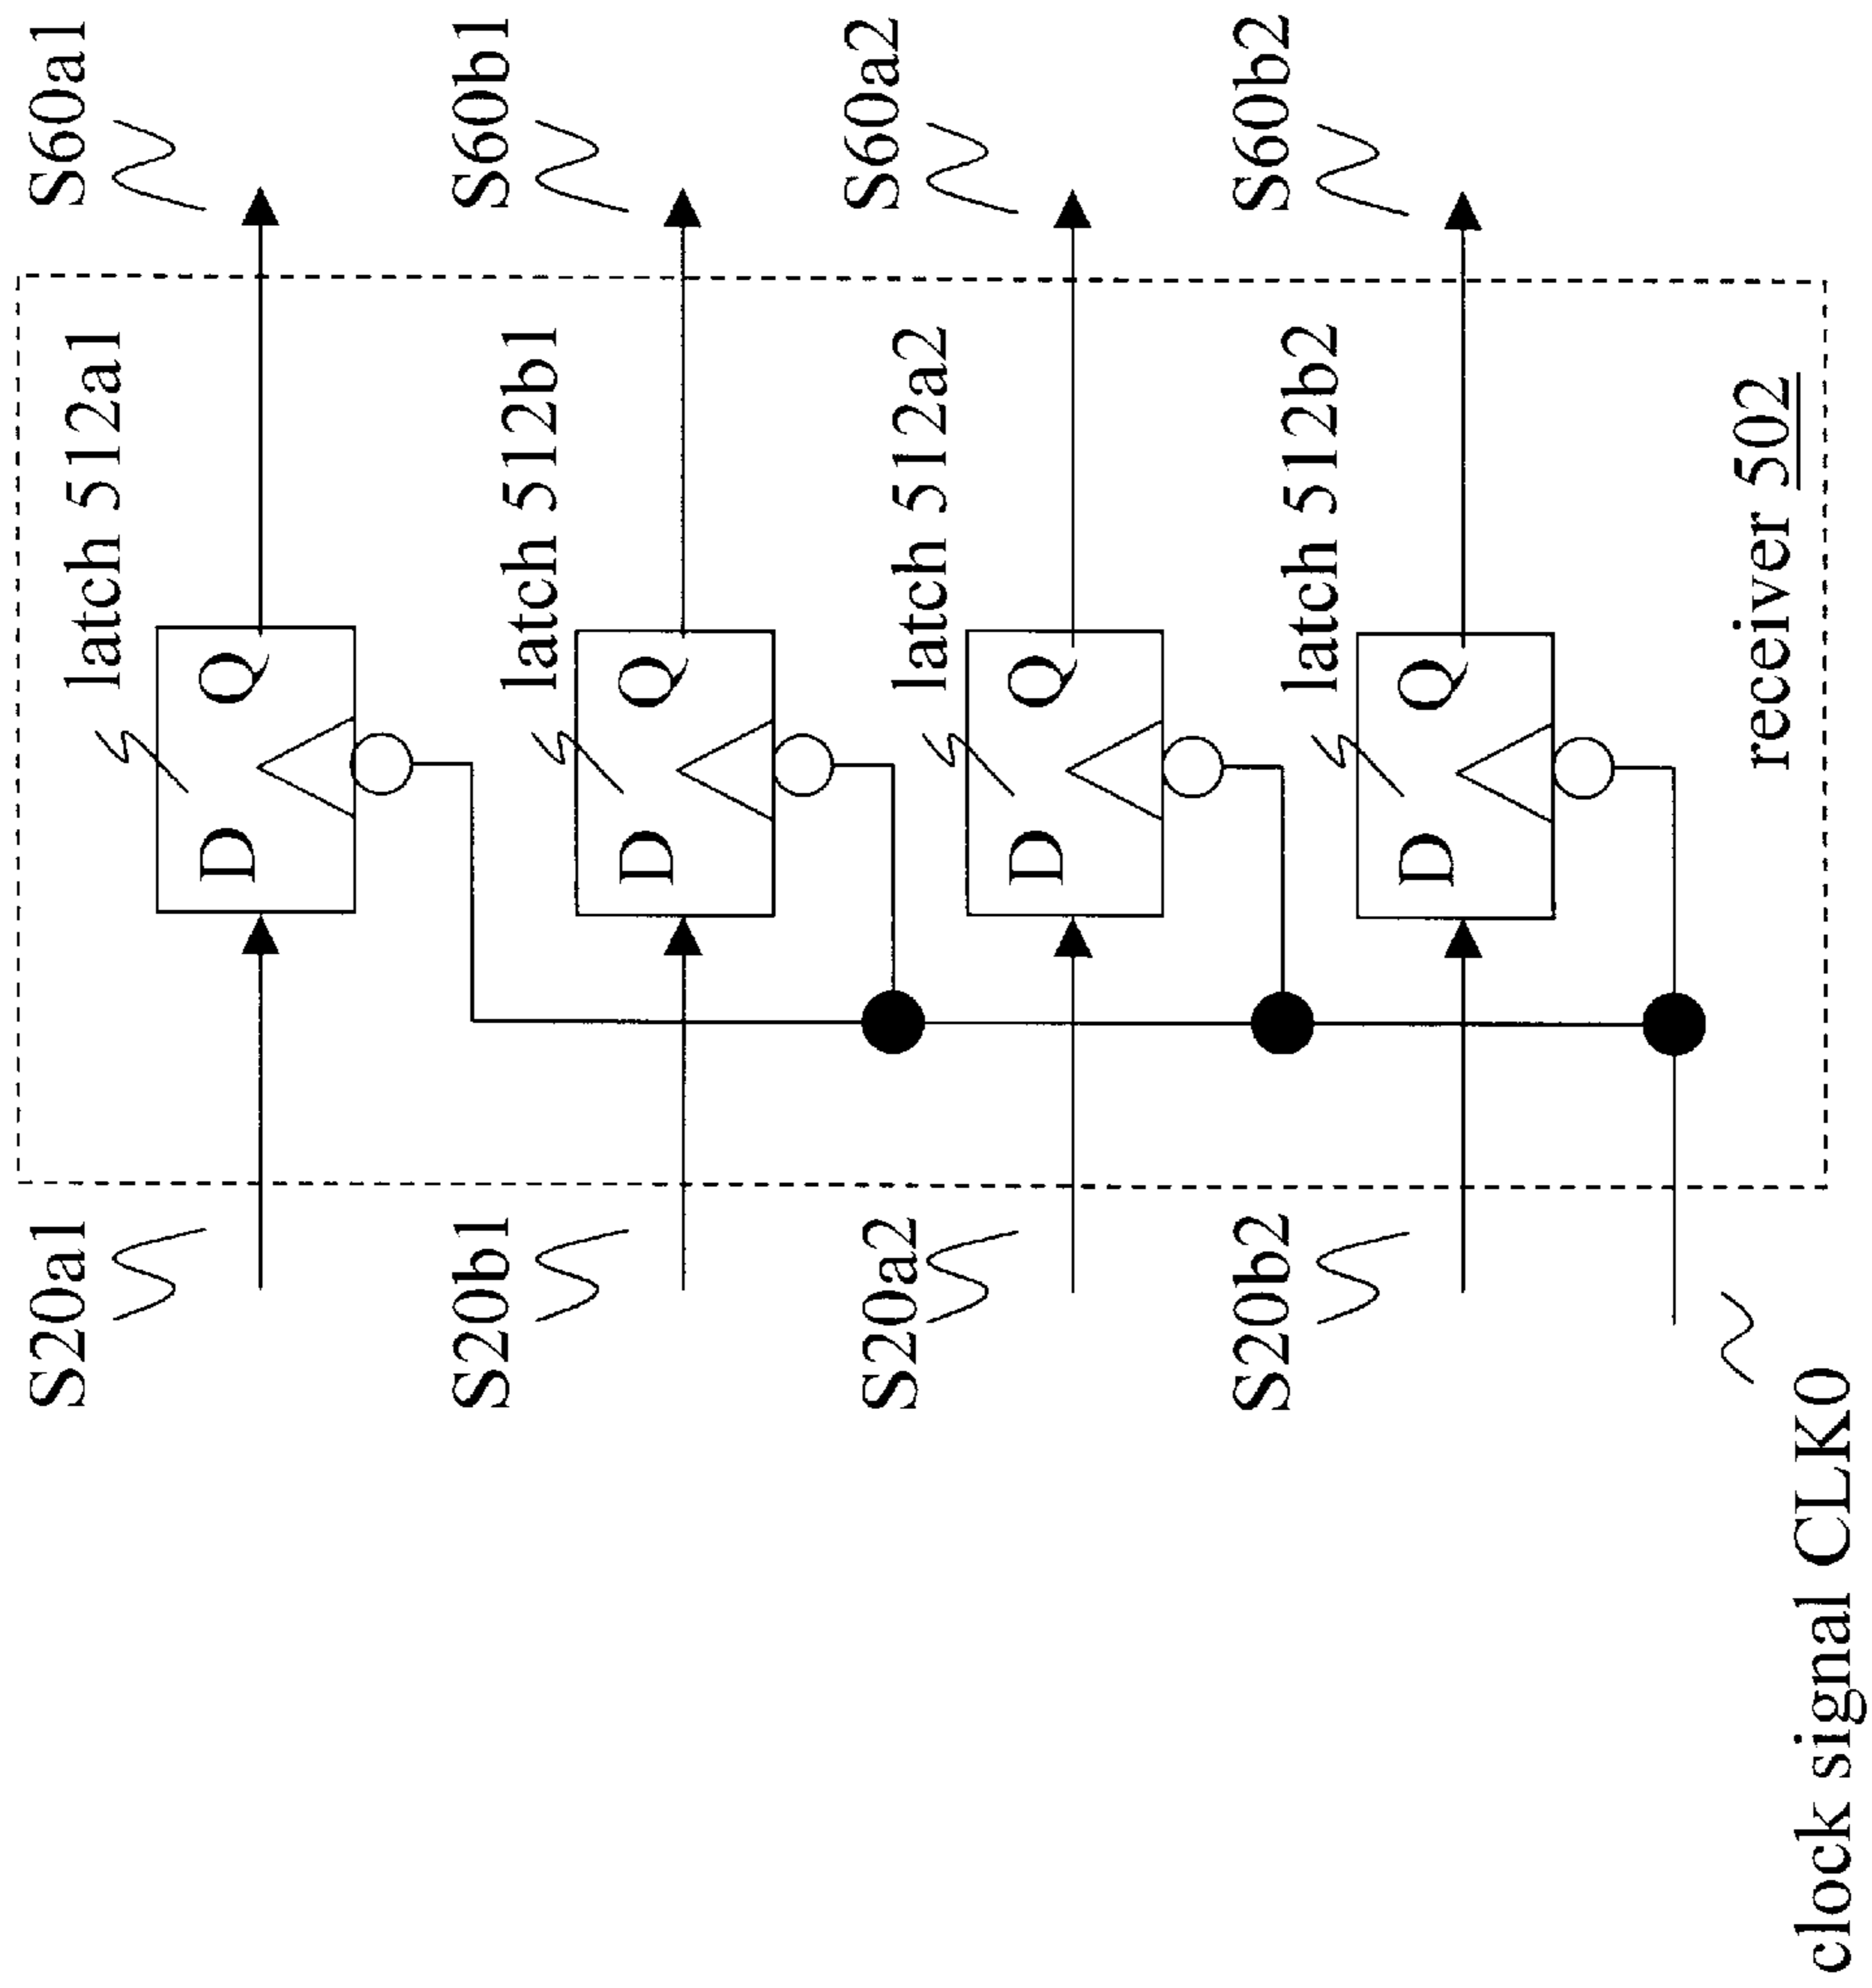 S20a1
latch 512a1
D
Q
S60a1
S20b1
latch 512b1
D
Q
S60b1
S20a2
latch 512a2
D
Q
S60a2
S20b2
latch 512b2
D
Q
S60b2
receiver 502
clock signal CLK0